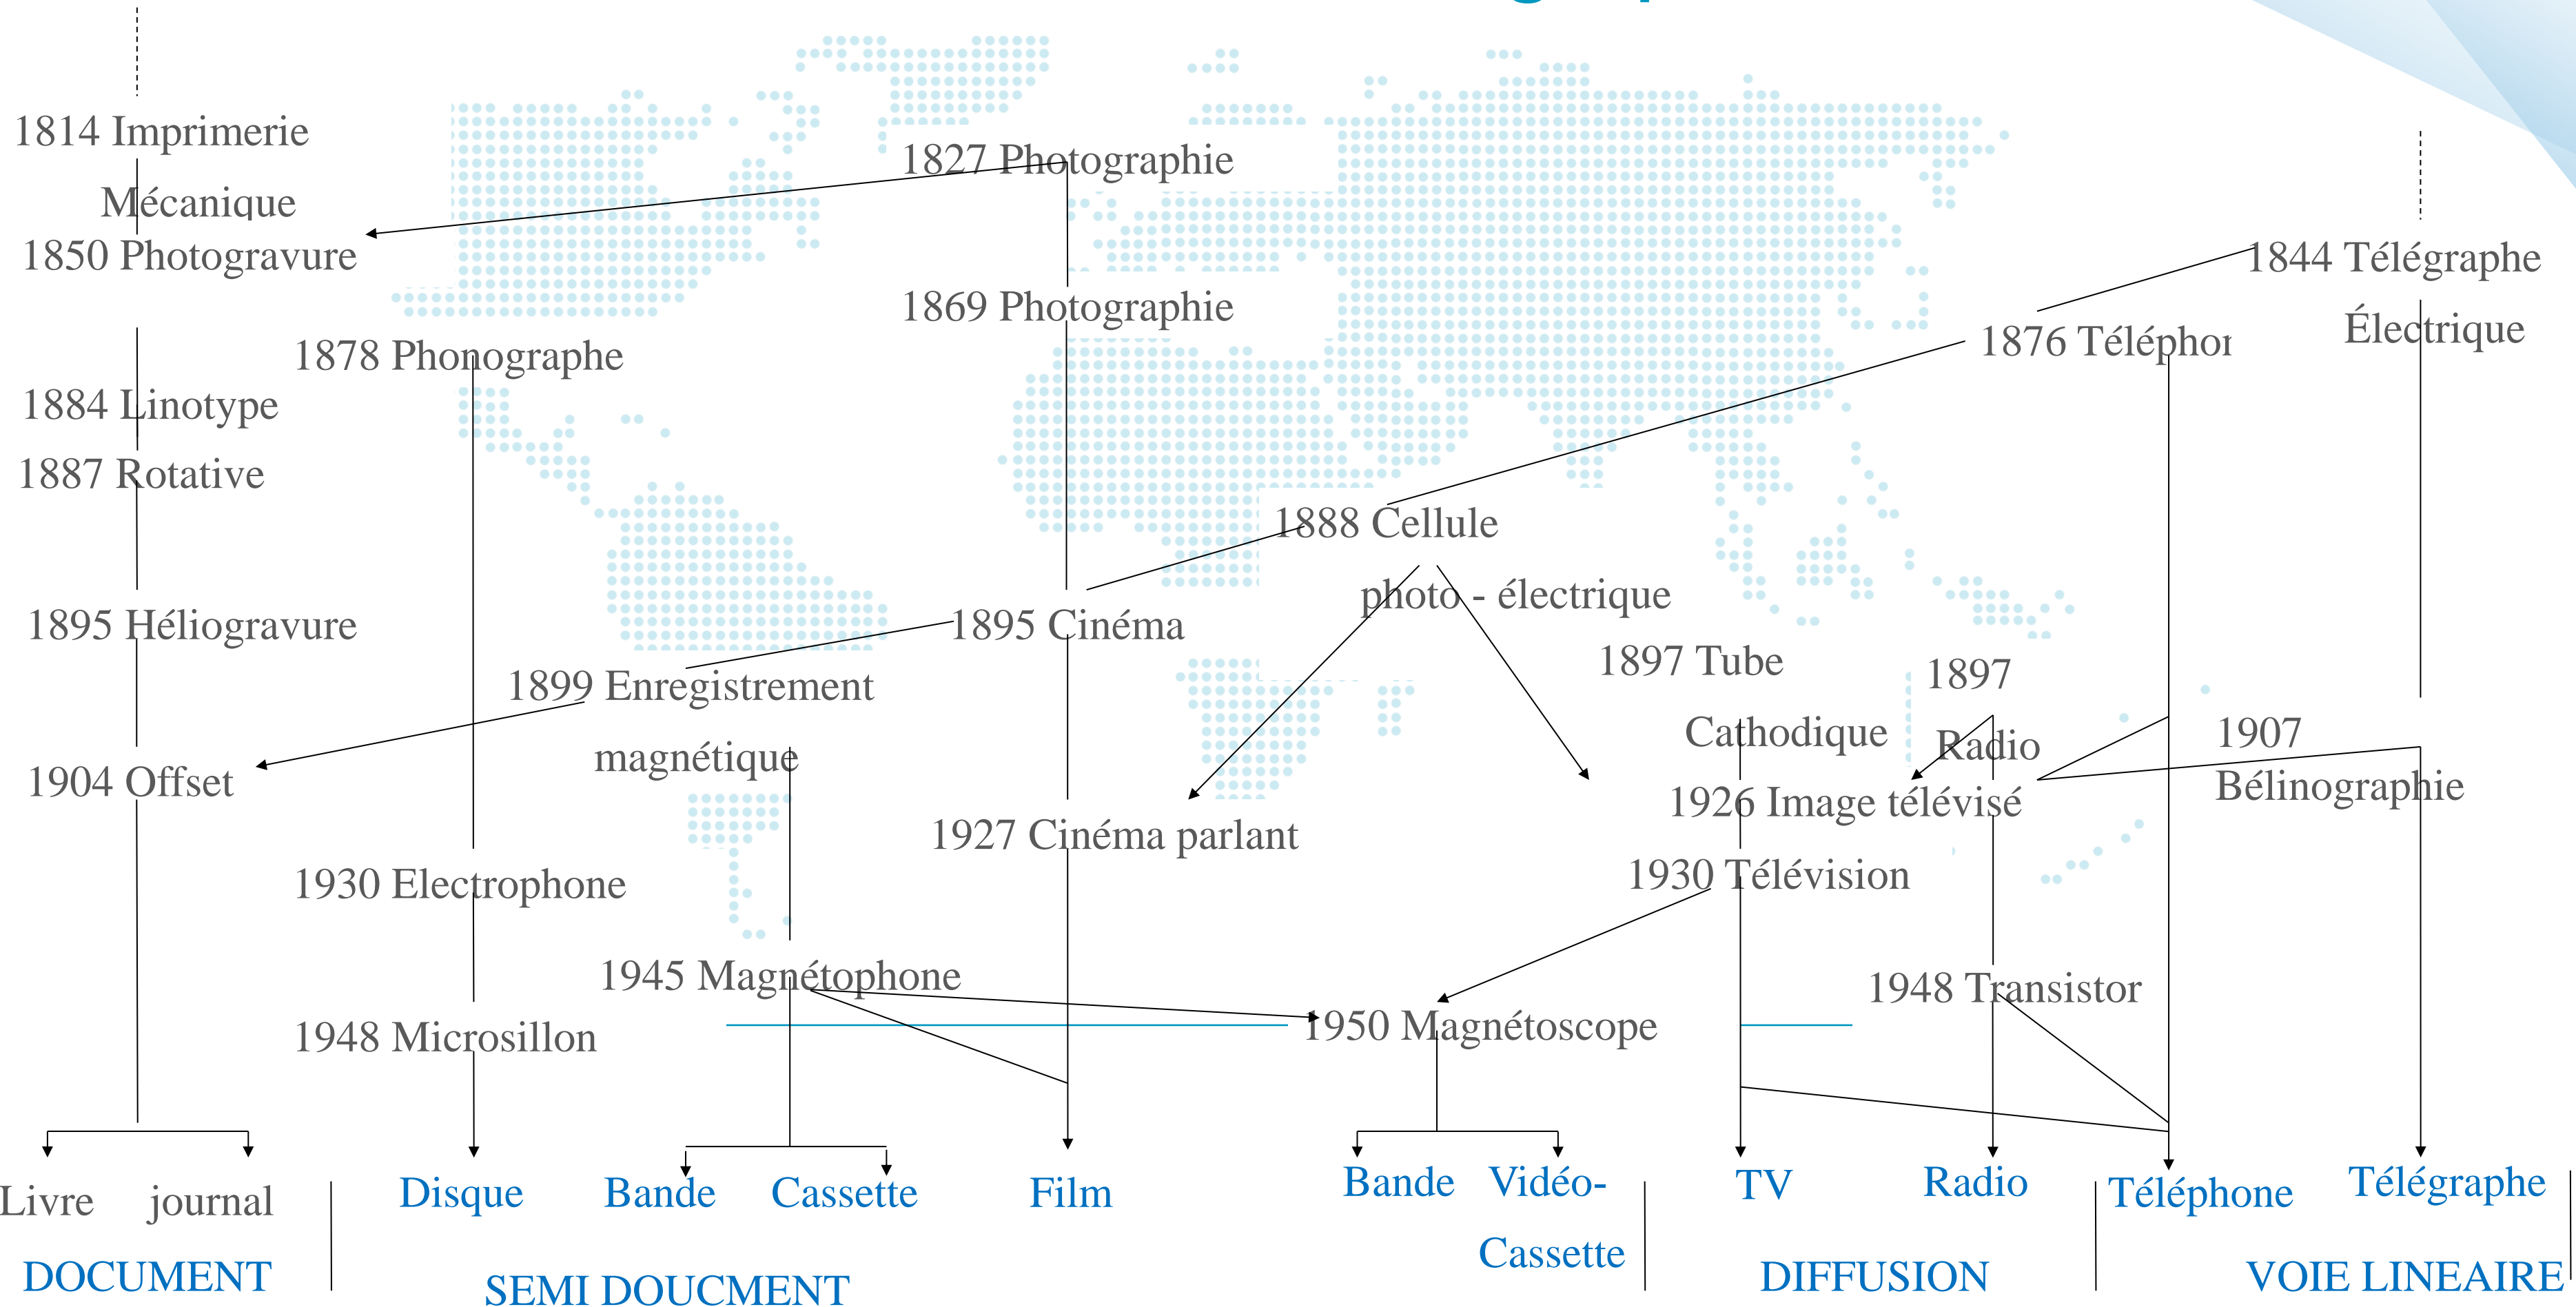 1814 Imprimerie
Mécanique
1827 Photographie
1850 Photogravure
1844 Télégraphe
Électrique
1869 Photographie
1876 Téléphor
1878 Phonographe
1884 Linotype
1887 Rotative
1888 Cellule
photo - électrique
1895 Héliogravure
1895 Cinéma
1897 Tube
Cathodique
1897
Radio
1899 Enregistrement
magnétique
1907
Bélinographie
1904 Offset
1926 Image télévisé
1927 Cinéma parlant
1930 Electrophone
1930 Télévision
1945 Magnétophone
1948 Transistor
1948 Microsillon
1950 Magnétoscope
Livre
journal
Disque
Bande
Cassette
Film
Bande
Vidéo-
Cassette
TV
Radio
Téléphone
Télégraphe
DOCUMENT
SEMI DOUCMENT
DIFFUSION
VOIE LINEAIRE